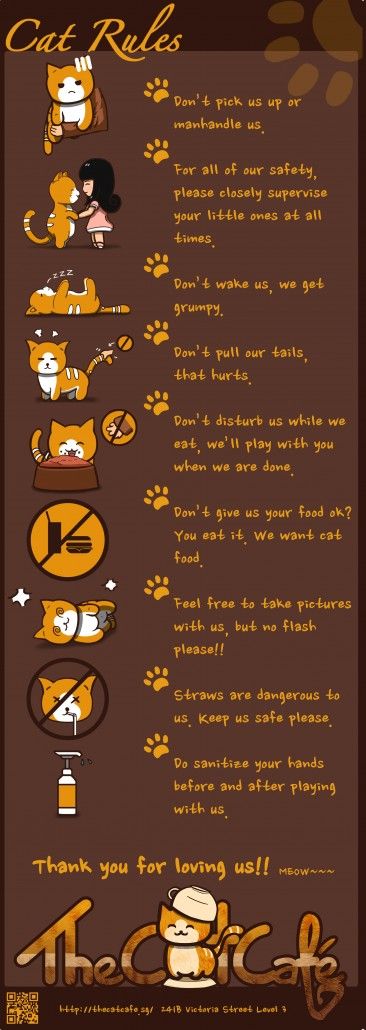 Cat Rules
Don't pick us up or
manhandle us.
For all of our safety,
please closely supervise
your little ones at all
times.
zzz
Don't wake us, we get
grumpy.
Don't pull our tails,
that hurts.
Don't disturb us while we
eat, we'll play with you
when we are done.
Don't give us your food ok?
You eat it. We want cat
food.
Feel free to take pictures
with us, but no flash
please!!
Straws are dangerous to
us. Keep us safe please.
Do sanitize your hands
before and after playing
with us.
Thank you for loving us!! MEOW~~~
The Cat Café
http://thecatcafe.sg/ 241B Victoria Street Level 3